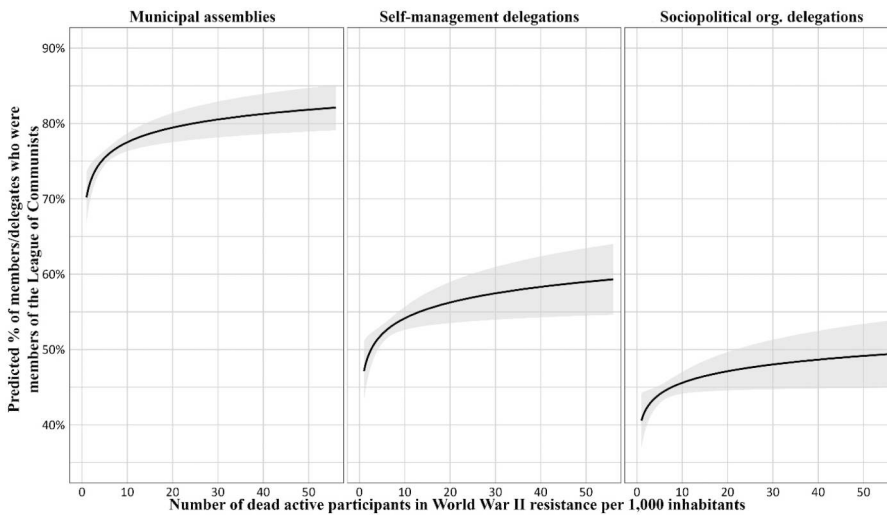 Municipal assemblies
Self-management delegations
Sociopolitical org. delegations
Predicted % of members/delegates who were
members of the League of Communists
90%
80%
70%
60%
50%
40%
0 10 20 30 40 50
0 10 20 30 40 50
0 10 20 30 40 50
Number of dead active participants in World War II resistance per 1,000 inhabitants